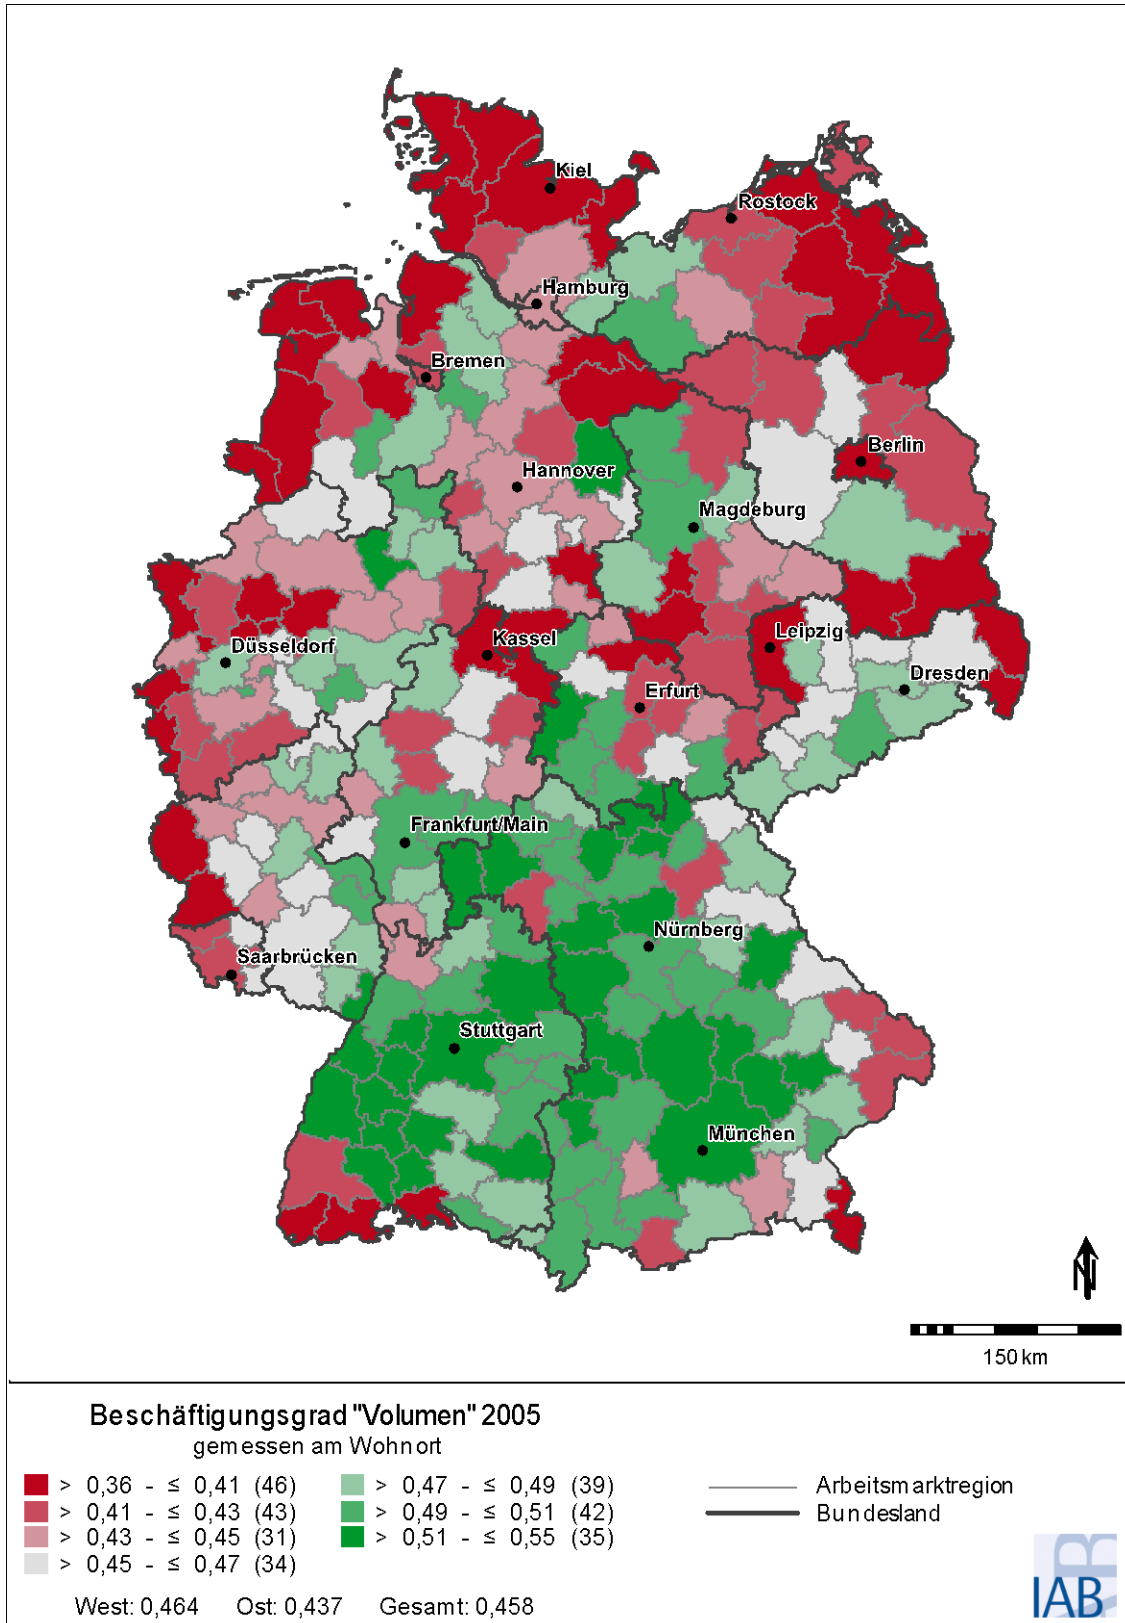 Kiel
Rostock
Hamburg
Bremen
Berlin
Hannover
Magdeburg
Düsseldorf
Kassel
Leipzig
Dresden
Erfurt
Frankfurt/Main
Nürnberg
Saarbrücken
Stuttgart
München
N
150 km
Beschäftigungsgrad "Volumen" 2005
gemessen am Wohnort
> 0,36 - ≤ 0,41 (46)
> 0,41 - ≤ 0,43 (43)
> 0,43 - ≤ 0,45 (31)
> 0,45 - ≤ 0,47 (34)
> 0,47 - ≤ 0,49 (39)
> 0,49 - ≤ 0,51 (42)
> 0,51 - ≤ 0,55 (35)
Arbeitsmarktregion
Bundesland
West: 0,464 Ost: 0,437 Gesamt: 0,458
IAB